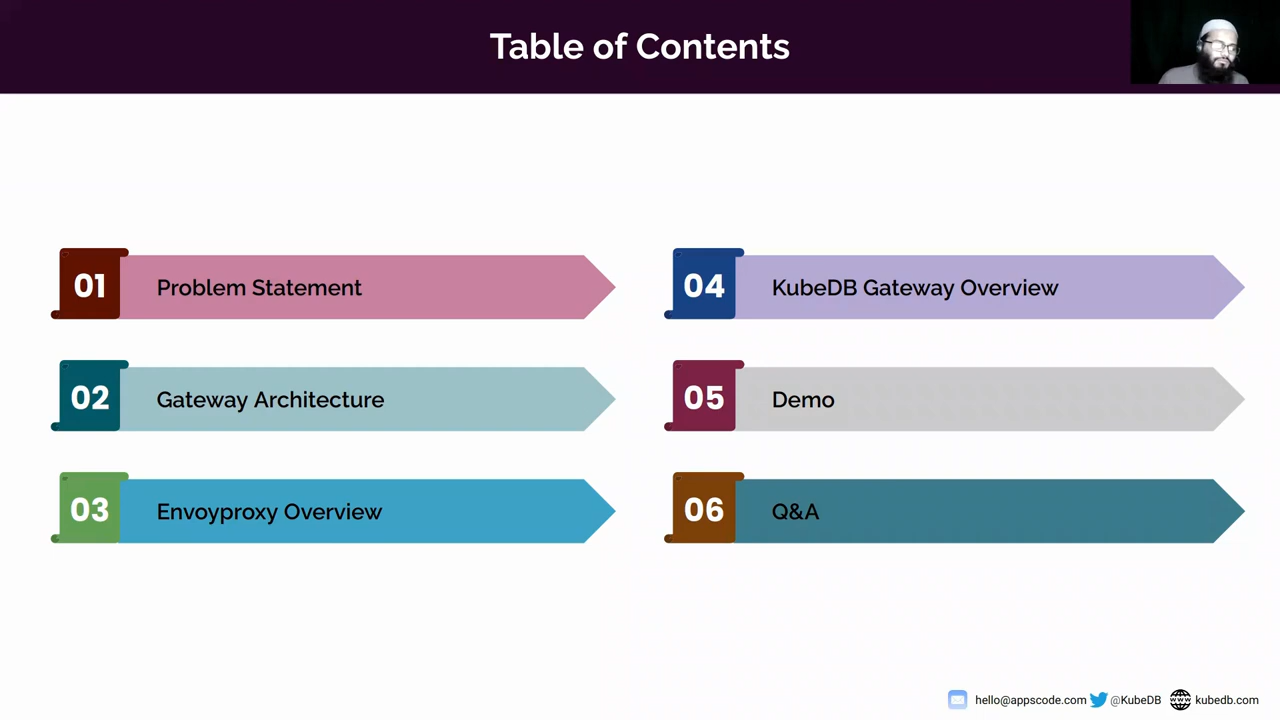 Table of Contents
01 Problem Statement
02 Gateway Architecture
03 Envoyproxy Overview
04 KubeDB Gateway Overview
05 Demo
06 Q&A
hello@appscode.com @KubeDB kubedb.com